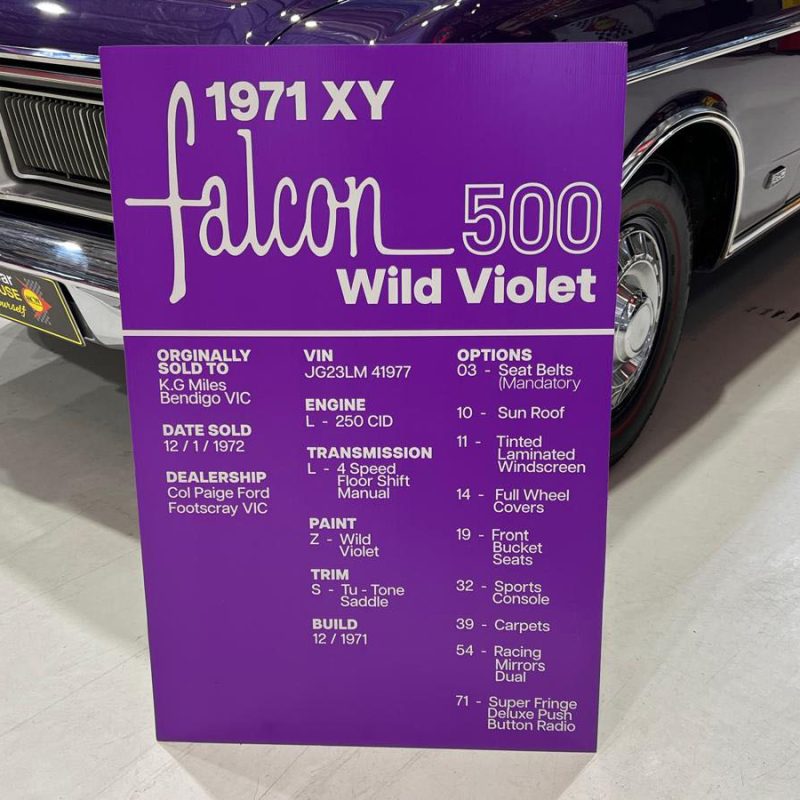 1971 XY
falcon 500
Wild Violet
ORGINALLY
SOLD TO
K.G Miles
Bendigo VIC
DATE SOLD
12 / 1 / 1972
DEALERSHIP
Col Paige Ford
Footscray VIC
VIN
JG23LM 41977
ENGINE
L - 250 CID
TRANSMISSION
L - 4 Speed
Floor Shift
Manual
PAINT
Z - Wild
Violet
TRIM
S - Tu - Tone
Saddle
BUILD
12 / 1971
OPTIONS
03 - Seat Belts
(Mandatory
10 - Sun Roof
11 - Tinted
Laminated
Windscreen
14 - Full Wheel
Covers
19 - Front
Bucket
Seats
32 - Sports
Console
39 - Carpets
54 - Racing
Mirrors
Dual
71 - Super Fringe
Deluxe Push
Button Radio